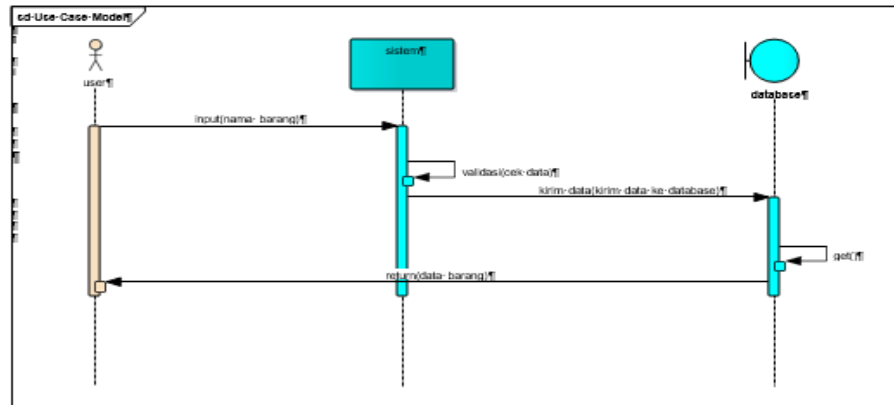 sd·Use·Case·Model¶
user¶
sistem¶
database¶
input(nama· barang)¶
validasi(cek·data)¶
kirim·data(kirim·data·ke·database)¶
get()¶
return(data· barang)¶